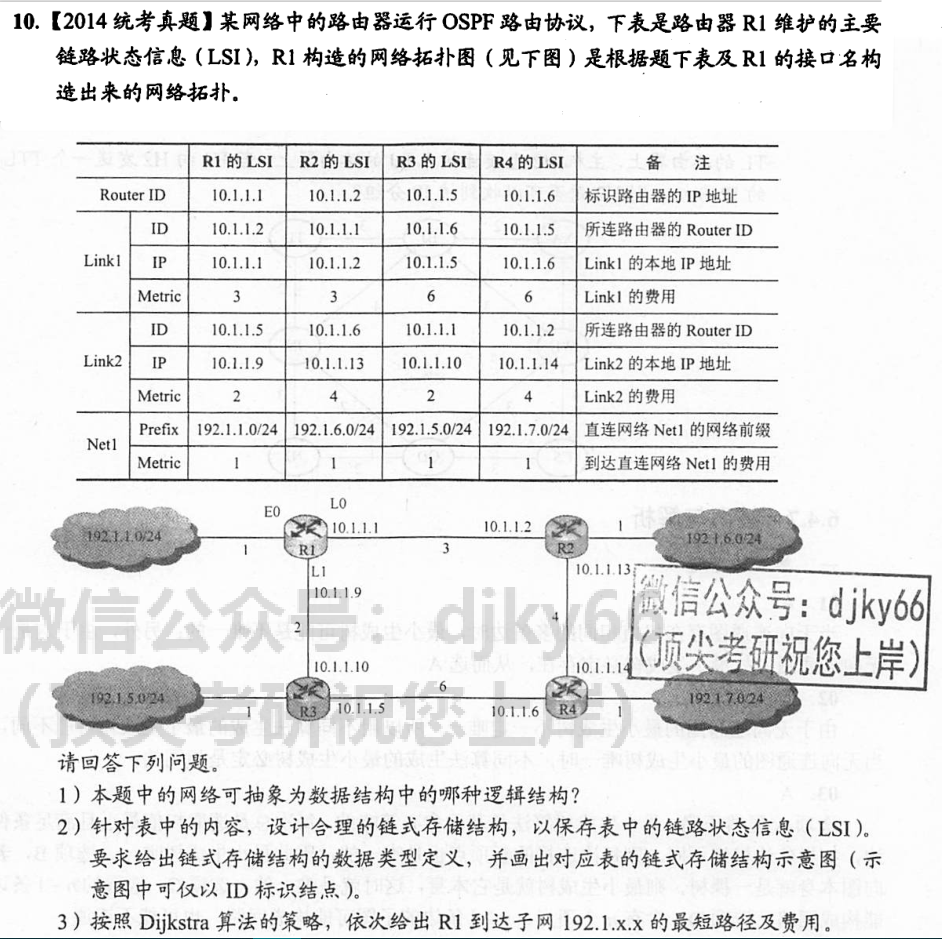 10.【2014 统考真题】某网络中的路由器运行 OSPF 路由协议，下表是路由器 R1 维护的主要
链路状态信息（LSI），R1 构造的网络拓扑图（见下图）是根据题下表及 R1 的接口名构
造出来的网络拓扑。
R1 的 LSI R2 的 LSI R3 的 LSI R4 的 LSI 备 注
Router ID 10.1.1.1 10.1.1.2 10.1.1.5 10.1.1.6 标识路由器的 IP 地址
ID 10.1.1.2 10.1.1.1 10.1.1.6 10.1.1.5 所连路由器的 Router ID
Link1 IP 10.1.1.1 10.1.1.2 10.1.1.5 10.1.1.6 Link1 的本地 IP 地址
Metric 3 3 6 6 Link1 的费用
ID 10.1.1.5 10.1.1.6 10.1.1.1 10.1.1.2 所连路由器的 Router ID
Link2 IP 10.1.1.9 10.1.1.13 10.1.1.10 10.1.1.14 Link2 的本地 IP 地址
Metric 2 4 2 4 Link2 的费用
Net1 Prefix 192.1.1.0/24 192.1.6.0/24 192.1.5.0/24 192.1.7.0/24 直连网络 Net1 的网络前缀
Metric 1 1 1 1 到达直连网络 Net1 的费用
E0 L0
192.1.1.0/24 10.1.1.1 10.1.1.2 1 192.1.6.0/24
1 R1 3 R2
L1 10.1.1.13
10.1.1.9
微信公众号：djky66
微信公众号：djky6
2 4
(顶尖考研祝您上岸)
10.1.1.10 10.1.1.14
(顶尖考研祝您上岸)
192.1.5.0/24 6 192.1.7.0/24
1 R3 10.1.1.5 10.1.1.6 R4 1
请回答下列问题。
1）本题中的网络可抽象为数据结构中的哪种逻辑结构？
2）针对表中的内容，设计合理的链式存储结构，以保存表中的链路状态信息（LSI）。
要求给出链式存储结构的数据类型定义，并画出对应表的链式存储结构示意图（示
意图中可仅以 ID 标识结点）。
3）按照 Dijkstra 算法的策略，依次给出 R1 到达子网 192.1.x.x 的最短路径及费用。